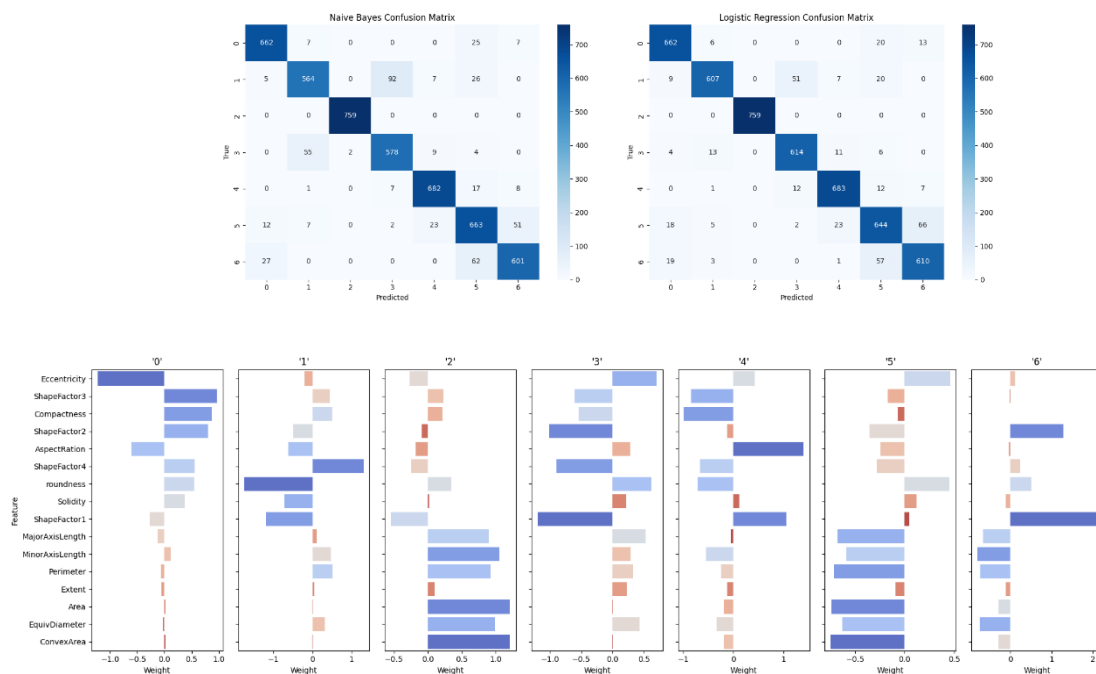 Naive Bayes Confusion Matrix
662 7 0 0 0 25 7
5 564 0 92 7 26 0
0 0 759 0 0 0 0
0 55 2 578 9 4 0
0 1 0 7 682 17 8
12 7 0 2 23 663 51
27 0 0 0 0 62 601
0 1 2 3 4 5 6
True
0 1 2 3 4 5 6
Predicted
700
600
500
400
300
200
100
0
Logistic Regression Confusion Matrix
662 6 0 0 0 20 13
9 607 0 51 7 20 0
0 0 759 0 0 0 0
4 13 0 614 11 6 0
0 1 0 12 683 12 7
18 5 0 2 23 644 66
19 3 0 0 1 57 610
0 1 2 3 4 5 6
True
0 1 2 3 4 5 6
Predicted
700
600
500
400
300
200
100
0
'0' '1' '2' '3' '4' '5' '6'
Feature
Eccentricity
ShapeFactor3
Compactness
ShapeFactor2
AspectRation
ShapeFactor4
roundness
Solidity
ShapeFactor1
MajorAxisLength
MinorAxisLength
Perimeter
Extent
Area
EquivDiameter
ConvexArea
−1.0 −0.5 0.0 0.5 1.0
Weight
−1 0 1
Weight
−0.5 0.0 0.5 1.0
Weight
−1.0 −0.5 0.0 0.5
Weight
−1 0 1
Weight
−0.5 0.0 0.5
Weight
0 1 2
Weight